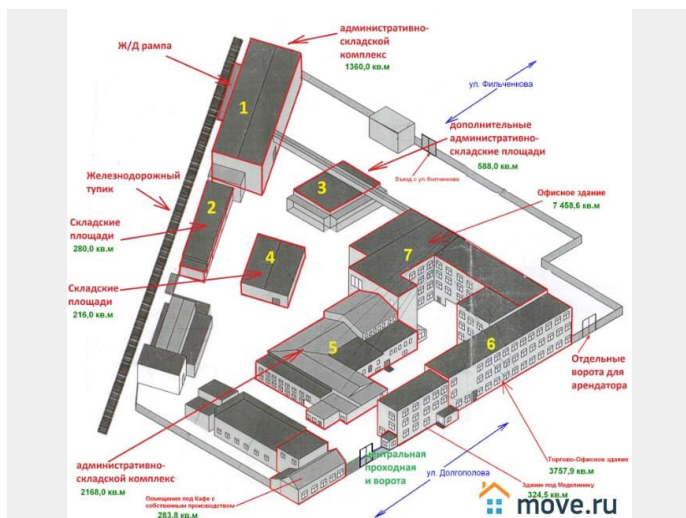 административно-
складской
комплекс
1360,0 кв.м
Ж/Д рампа
ул. Фильченкова
1
дополнительные
административно-
складские площади
588,0 кв.м
Железнодорожный
тупик
Офисное здание
7 458,6 кв.м
3
2
Складские
площади
280,0 кв.м
7
4
Складские
площади
216,0 кв.м
5
6
Отдельные
ворота для
арендатора
административно-
складской комплекс
2168,0 кв.м
Центральная
проходная
и ворота
Торгово-Офисное здание
3757,9 кв.м
ул. Долгополова
Здание под Медклинику
324,5 кв.м
Помещения под Кафе с
собственным производством
283,8 кв.м
move.ru